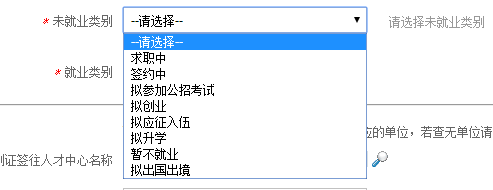 * 未就业类别 --请选择-- 请选择未就业类别
--请选择--
求职中
签约中
* 就业类别
拟参加公招考试
拟创业
拟应征入伍
的单位，若查无单位请
拟升学
暂不就业
证签往人才中心名称
拟出国出境